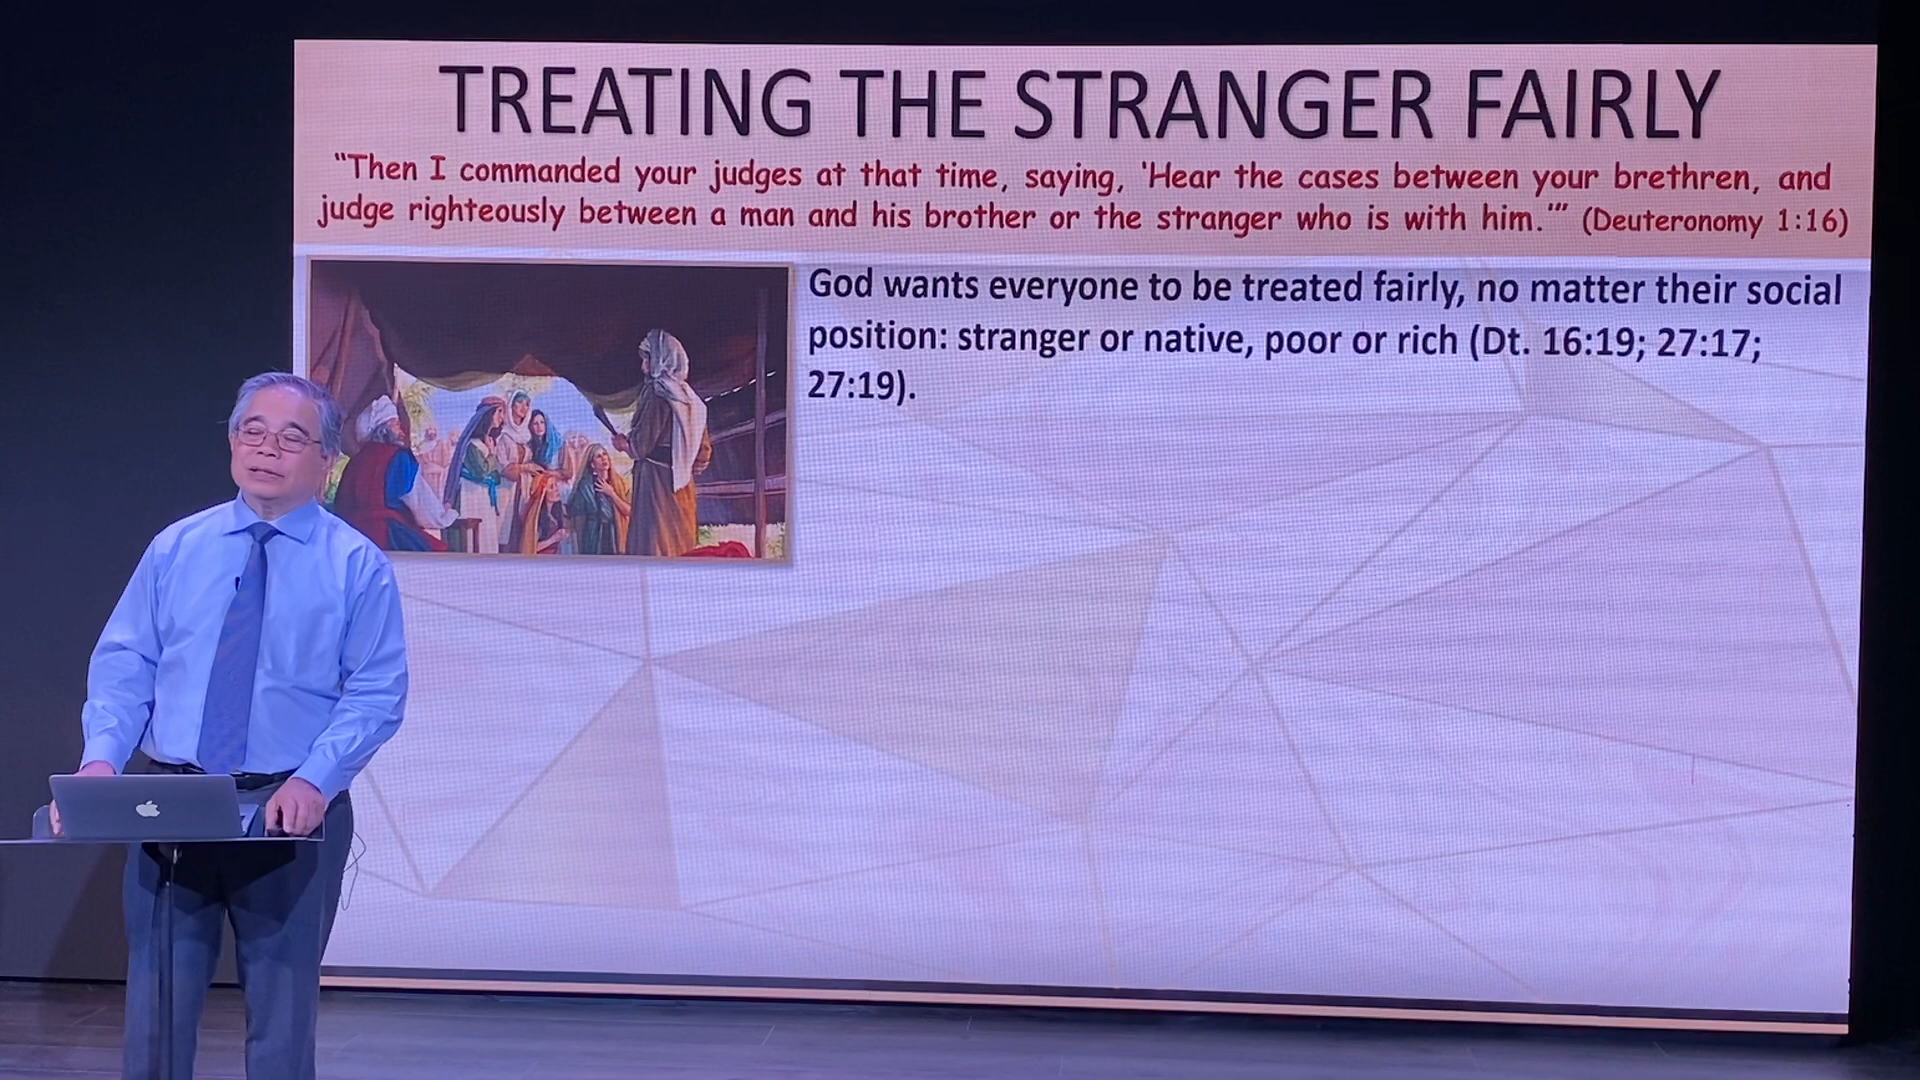 TREATING THE STRANGER FAIRLY
"Then I commanded your judges at that time, saying, 'Hear the cases between your brethren, and
judge righteously between a man and his brother or the stranger who is with him.'" (Deuteronomy 1:16)
God wants everyone to be treated fairly, no matter their social
position: stranger or native, poor or rich (Dt. 16:19; 27:17;
27:19).